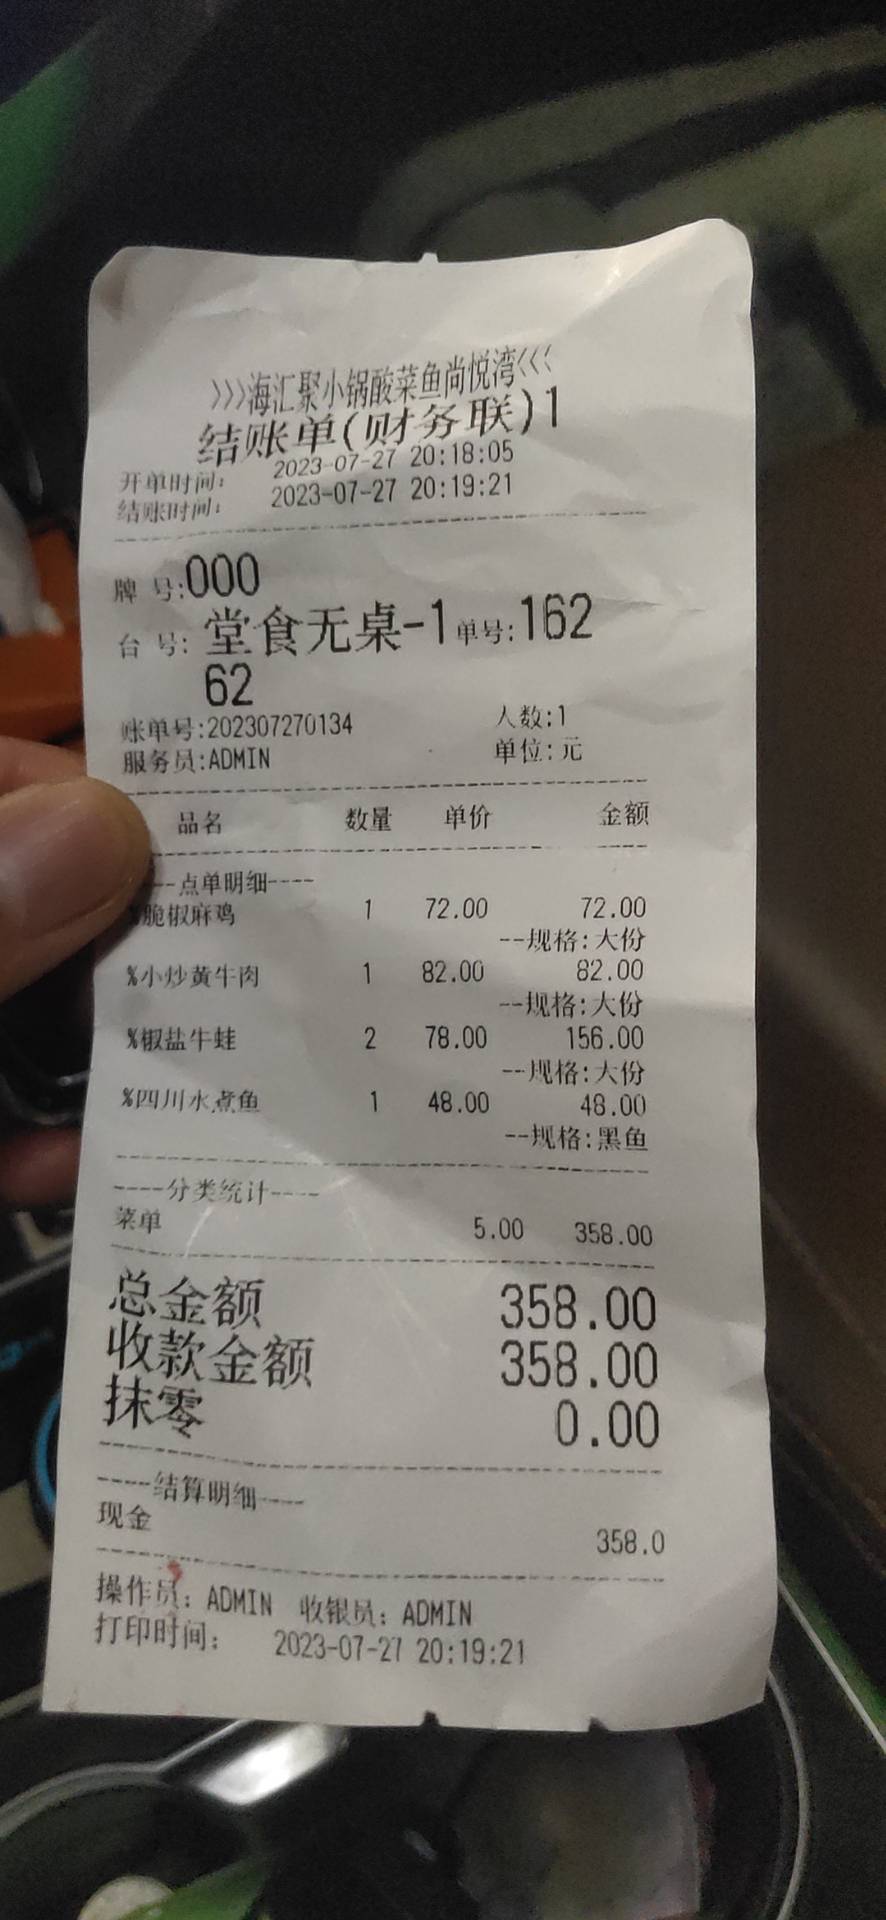 >>>海汇聚小锅酸菜鱼尚悦湾<<<
结账单(财务联)1
开单时间: 2023-07-27 20:18:05
结账时间: 2023-07-27 20:19:21
牌 号:000
台 号: 堂食无桌-1 单号:162
62
账单号:202307270134 人数:1
服务员:ADMIN 单位:元
品名 数量 单价 金额
--点单明细----
%脆椒麻鸡 1 72.00 72.00
--规格:大份
%小炒黄牛肉 1 82.00 82.00
--规格:大份
%椒盐牛蛙 2 78.00 156.00
--规格:大份
%四川水煮鱼 1 48.00 48.00
--规格:黑鱼
----分类统计----
菜单 5.00 358.00
总金额 358.00
收款金额 358.00
抹零 0.00
----结算明细----
现金 358.0
操作员: ADMIN 收银员: ADMIN
打印时间: 2023-07-27 20:19:21